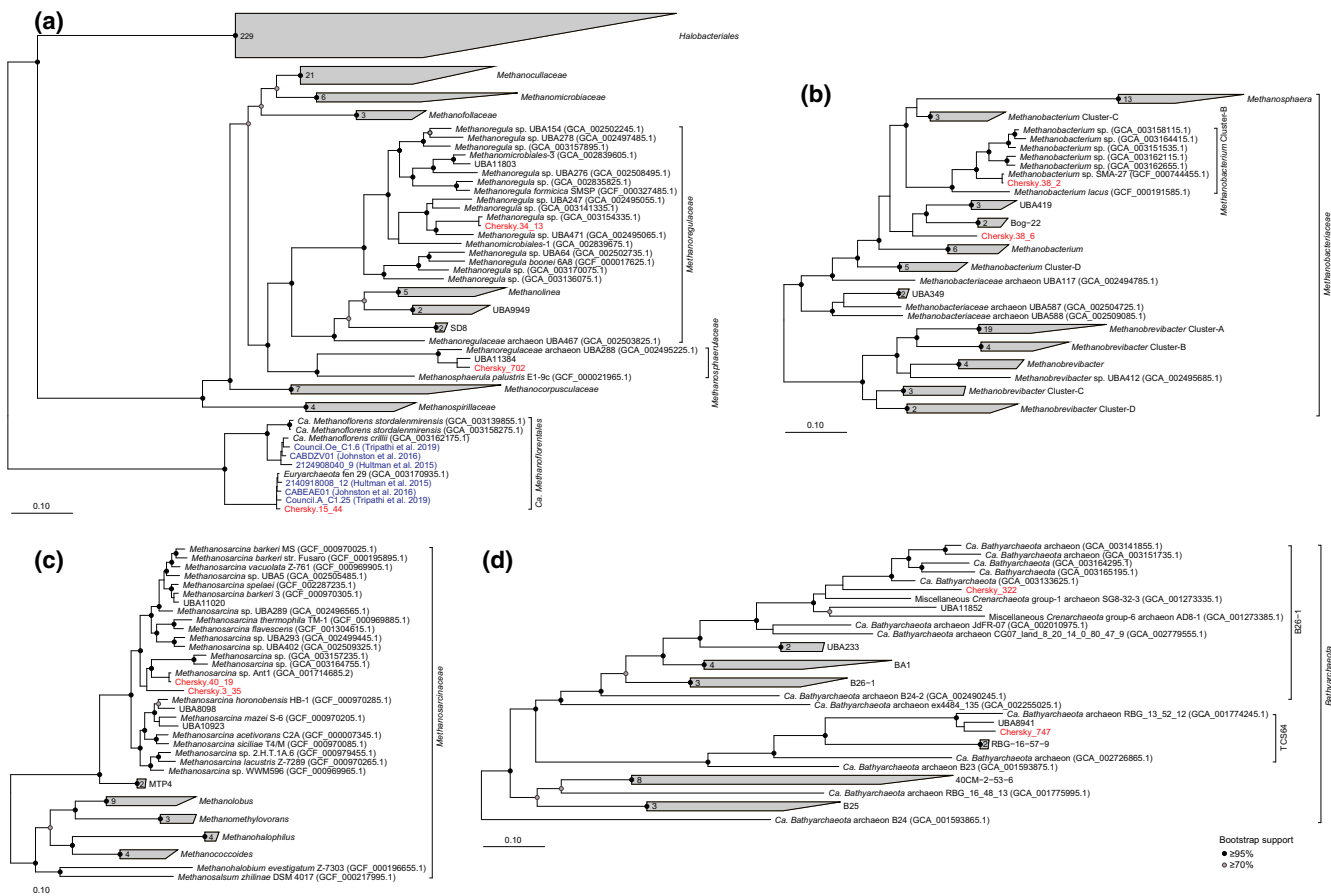 (a)
229
Halobacteriales
21
Methanocullaceae
6
Methanomicrobiaceae
3
Methanofollaceae
Methanoregula sp. UBA154 (GCA_002502245.1)
Methanoregula sp. UBA278 (GCA_002497485.1)
Methanoregula sp. (GCA_003157895.1)
Methanomicrobiales-3 (GCA_002839605.1)
UBA11803
Methanoregula sp. UBA276 (GCA_002508495.1)
Methanoregula sp. (GCA_002835825.1)
Methanoregula formicica SMSP (GCF_000327485.1)
Methanoregula sp. UBA247 (GCA_002495055.1)
Methanoregula sp. (GCA_003141335.1)
Methanoregula sp. (GCA_003154335.1)
Chersky.34_13
Methanoregula sp. UBA471 (GCA_002495065.1)
Methanomicrobiales-1 (GCA_002839675.1)
Methanoregula sp. UBA64 (GCA_002502735.1)
Methanoregula boonei 6A8 (GCF_000017625.1)
Methanoregula sp. (GCA_003170075.1)
Methanoregula sp. (GCA_003136075.1)
5
Methanolinea
2
UBA9949
2
SD8
Methanoregulaceae archaeon UBA467 (GCA_002503825.1)
Methanoregulaceae
Methanoregulaceae archaeon UBA288 (GCA_002495225.1)
UBA11384
Chersky_702
Methanosphaerula palustris E1-9c (GCF_000021965.1)
Methanosphaerulaceae
7
Methanocorpusculaceae
4
Methanospirillaceae
Ca. Methanoflorens stordalenmirensis (GCA_003139855.1)
Ca. Methanoflorens stordalenmirensis (GCA_003158275.1)
Ca. Methanoflorens crillii (GCA_003162175.1)
Council.Oe_C1.6 (Tripathi et al. 2019)
CABDZV01 (Johnston et al. 2016)
2124908040_9 (Hultman et al. 2015)
Euryarchaeota fen 29 (GCA_003170935.1)
2140918008_12 (Hultman et al. 2015)
CABEAE01 (Johnston et al. 2016)
Council.A_C1.25 (Tripathi et al. 2019)
Chersky.15_44
Ca. Methanoflorentales
0.10
(b)
13
Methanosphaera
3
Methanobacterium Cluster-C
Methanobacterium sp. (GCA_003158115.1)
Methanobacterium sp. (GCA_003164415.1)
Methanobacterium sp. (GCA_003151535.1)
Methanobacterium sp. (GCA_003162115.1)
Methanobacterium sp. (GCA_003162655.1)
Methanobacterium sp. SMA-27 (GCF_000744455.1)
Chersky.38_2
Methanobacterium lacus (GCF_000191585.1)
Methanobacterium Cluster-B
3
UBA419
2
Bog-22
Chersky.38_6
6
Methanobacterium
5
Methanobacterium Cluster-D
Methanobacteriaceae archaeon UBA117 (GCA_002494785.1)
2
UBA349
Methanobacteriaceae archaeon UBA587 (GCA_002504725.1)
Methanobacteriaceae archaeon UBA588 (GCA_002509085.1)
19
Methanobrevibacter Cluster-A
4
Methanobrevibacter Cluster-B
4
Methanobrevibacter
Methanobrevibacter sp. UBA412 (GCA_002495685.1)
3
Methanobrevibacter Cluster-C
2
Methanobrevibacter Cluster-D
Methanobacteriaceae
0.10
(c)
Methanosarcina barkeri MS (GCF_000970025.1)
Methanosarcina barkeri str. Fusaro (GCF_000195895.1)
Methanosarcina vacuolata Z-761 (GCF_000969905.1)
Methanosarcina sp. UBA5 (GCA_002505485.1)
Methanosarcina spelaei (GCF_002287235.1)
Methanosarcina barkeri 3 (GCF_000970305.1)
UBA11020
Methanosarcina sp. UBA289 (GCA_002496565.1)
Methanosarcina thermophila TM-1 (GCF_000969885.1)
Methanosarcina flavescens (GCF_001304615.1)
Methanosarcina sp. UBA293 (GCA_002499445.1)
Methanosarcina sp. UBA402 (GCA_002509325.1)
Methanosarcina sp. (GCA_003157235.1)
Methanosarcina sp. (GCA_003164755.1)
Methanosarcina sp. Ant1 (GCA_001714685.2)
Chersky.40_19
Chersky.3_35
Methanosarcina horonobensis HB-1 (GCF_000970285.1)
UBA8098
Methanosarcina mazei S-6 (GCF_000970205.1)
UBA10923
Methanosarcina acetivorans C2A (GCF_000007345.1)
Methanosarcina siciliae T4/M (GCF_000970085.1)
Methanosarcina sp. 2.H.T.1A.6 (GCF_000979455.1)
Methanosarcina lacustris Z-7289 (GCF_000970265.1)
Methanosarcina sp. WWM596 (GCF_000969965.1)
2
MTP4
9
Methanolobus
3
Methanomethylovorans
4
Methanohalophilus
4
Methanococcoides
Methanohalobium evestigatum Z-7303 (GCF_000196655.1)
Methanosalsum zhilinae DSM 4017 (GCF_000217995.1)
Methanosarcinaceae
0.10
(d)
Ca. Bathyarchaeota archaeon (GCA_003141855.1)
Ca. Bathyarchaeota archaeon (GCA_003151735.1)
Ca. Bathyarchaeota (GCA_003164295.1)
Ca. Bathyarchaeota (GCA_003165195.1)
Ca. Bathyarchaeota (GCA_003133625.1)
Chersky_322
Miscellaneous Crenarchaeota group-1 archaeon SG8-32-3 (GCA_001273335.1)
UBA11852
Miscellaneous Crenarchaeota group-6 archaeon AD8-1 (GCA_001273385.1)
Ca. Bathyarchaeota archaeon JdFR-07 (GCA_002010975.1)
Ca. Bathyarchaeota archaeon CG07_land_8_20_14_0_80_47_9 (GCA_002779555.1)
2
UBA233
4
BA1
3
B26-1
Ca. Bathyarchaeota archaeon B24-2 (GCA_002490245.1)
B26-1
Ca. Bathyarchaeota archaeon ex4484_135 (GCA_002255025.1)
Ca. Bathyarchaeota archaeon RBG_13_52_12 (GCA_001774245.1)
UBA8941
Chersky_747
2
RBG-16-57-9
Ca. Bathyarchaeota archaeon (GCA_002726865.1)
Ca. Bathyarchaeota archaeon B23 (GCA_001593875.1)
TCS64
8
40CM-2-53-6
Ca. Bathyarchaeota archaeon RBG_16_48_13 (GCA_001775995.1)
3
B25
Ca. Bathyarchaeota archaeon B24 (GCA_001593865.1)
Bathyarchaeota
0.10
Bootstrap support
≥95%
≥70%